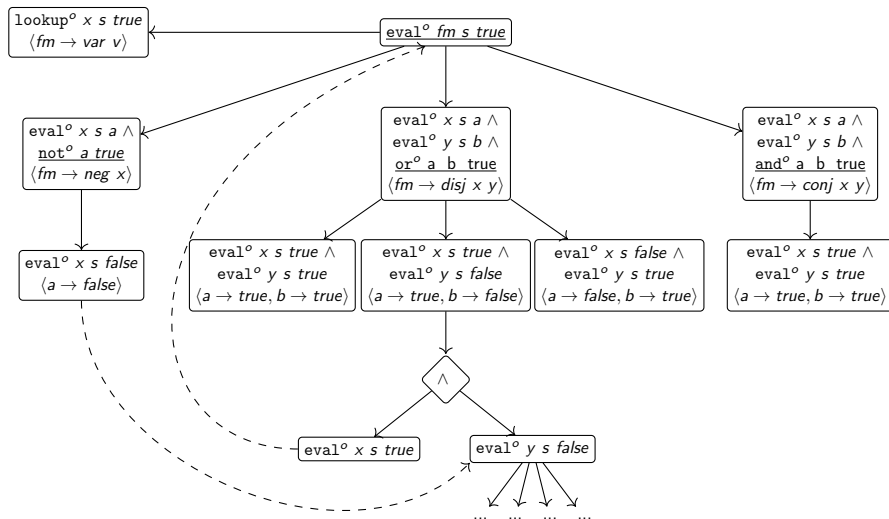 lookupᵒ x s true
⟨fm → var v⟩
evalᵒ fm s true
evalᵒ x s a ∧
notᵒ a true
⟨fm → neg x⟩
evalᵒ x s a ∧
evalᵒ y s b ∧
orᵒ a b true
⟨fm → disj x y⟩
evalᵒ x s a ∧
evalᵒ y s b ∧
andᵒ a b true
⟨fm → conj x y⟩
evalᵒ x s false
⟨a → false⟩
evalᵒ x s true ∧
evalᵒ y s true
⟨a → true, b → true⟩
evalᵒ x s true ∧
evalᵒ y s false
⟨a → true, b → false⟩
evalᵒ x s false ∧
evalᵒ y s true
⟨a → false, b → true⟩
evalᵒ x s true ∧
evalᵒ y s true
⟨a → true, b → true⟩
∧
evalᵒ x s true
evalᵒ y s false
... ... ... ...